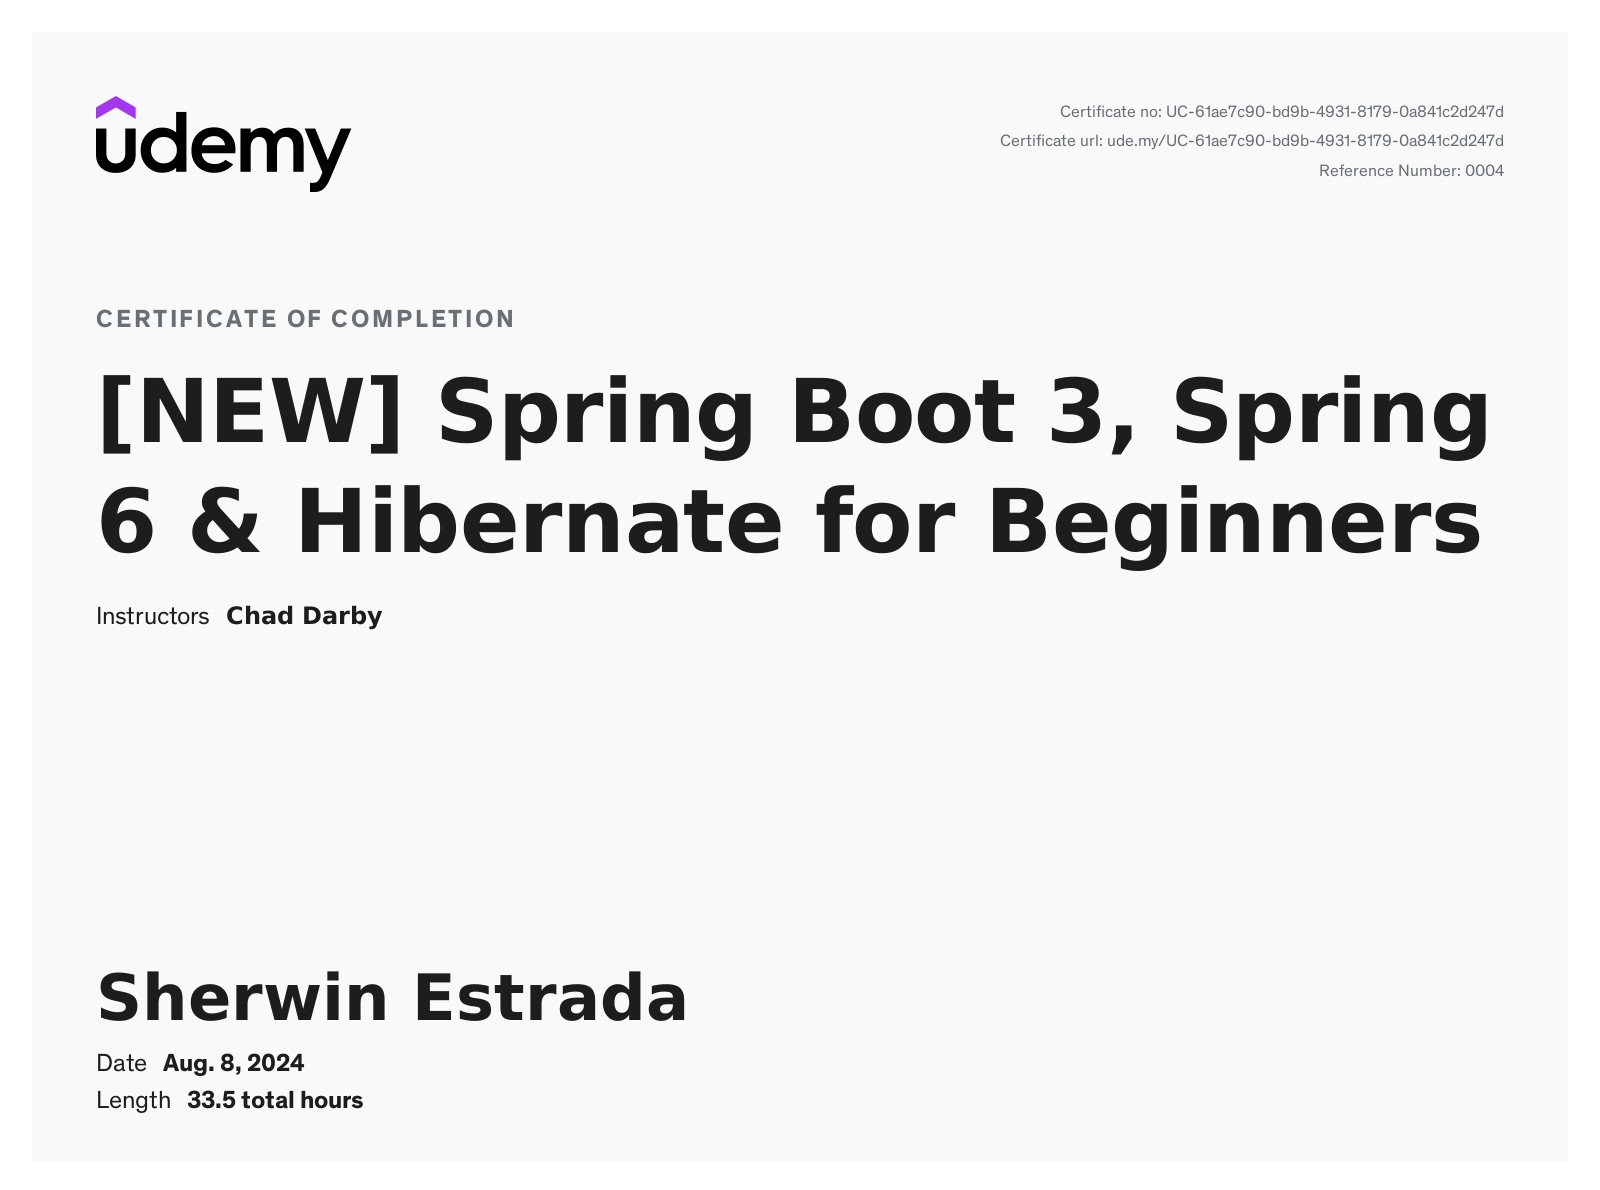 udemy
Certificate no: UC-61ae7c90-bd9b-4931-8179-0a841c2d247d
Certificate url: ude.my/UC-61ae7c90-bd9b-4931-8179-0a841c2d247d
Reference Number: 0004
CERTIFICATE OF COMPLETION
[NEW] Spring Boot 3, Spring
6 & Hibernate for Beginners
Instructors Chad Darby
Sherwin Estrada
Date Aug. 8, 2024
Length 33.5 total hours